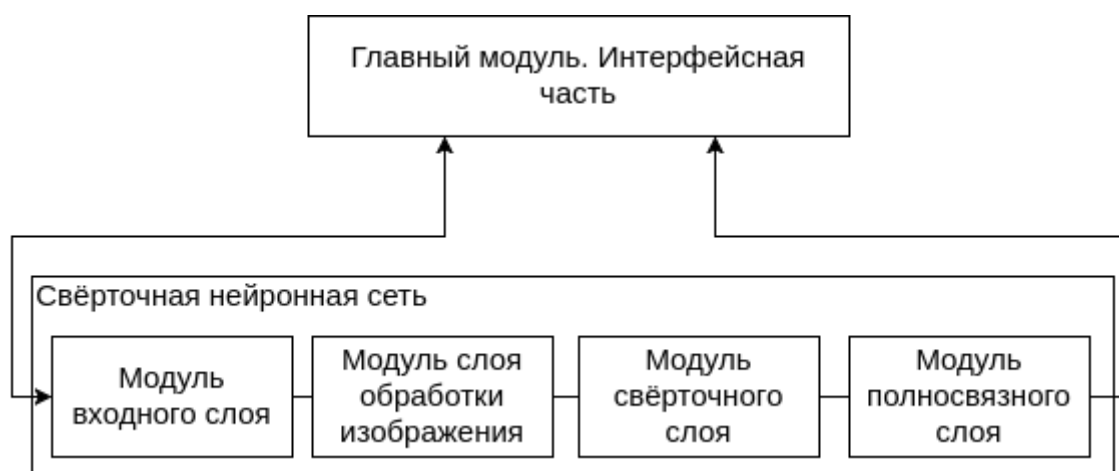 Главный модуль. Интерфейсная
часть
Свёрточная нейронная сеть
Модуль
входного слоя
Модуль слоя
обработки
изображения
Модуль
свёрточного
слоя
Модуль
полносвязного
слоя